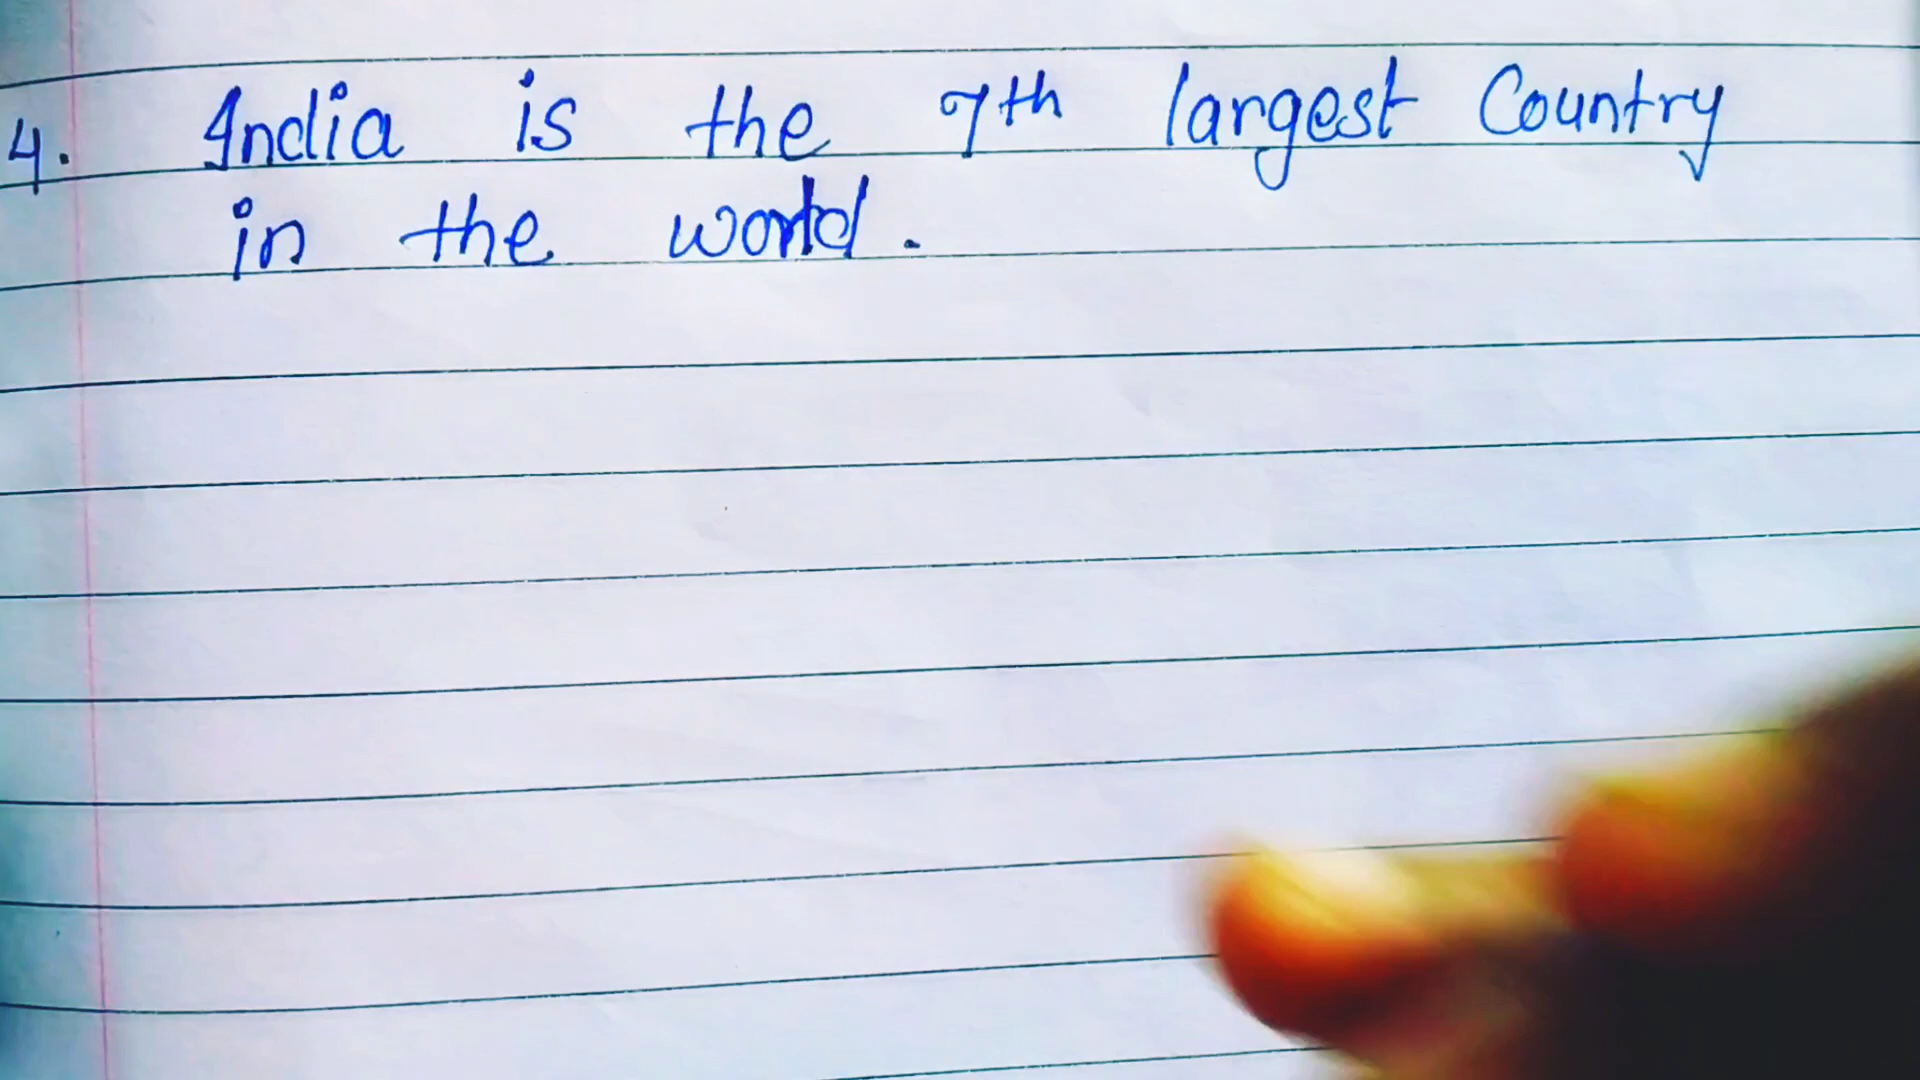 4. India is the 7th largest Country
in the world.